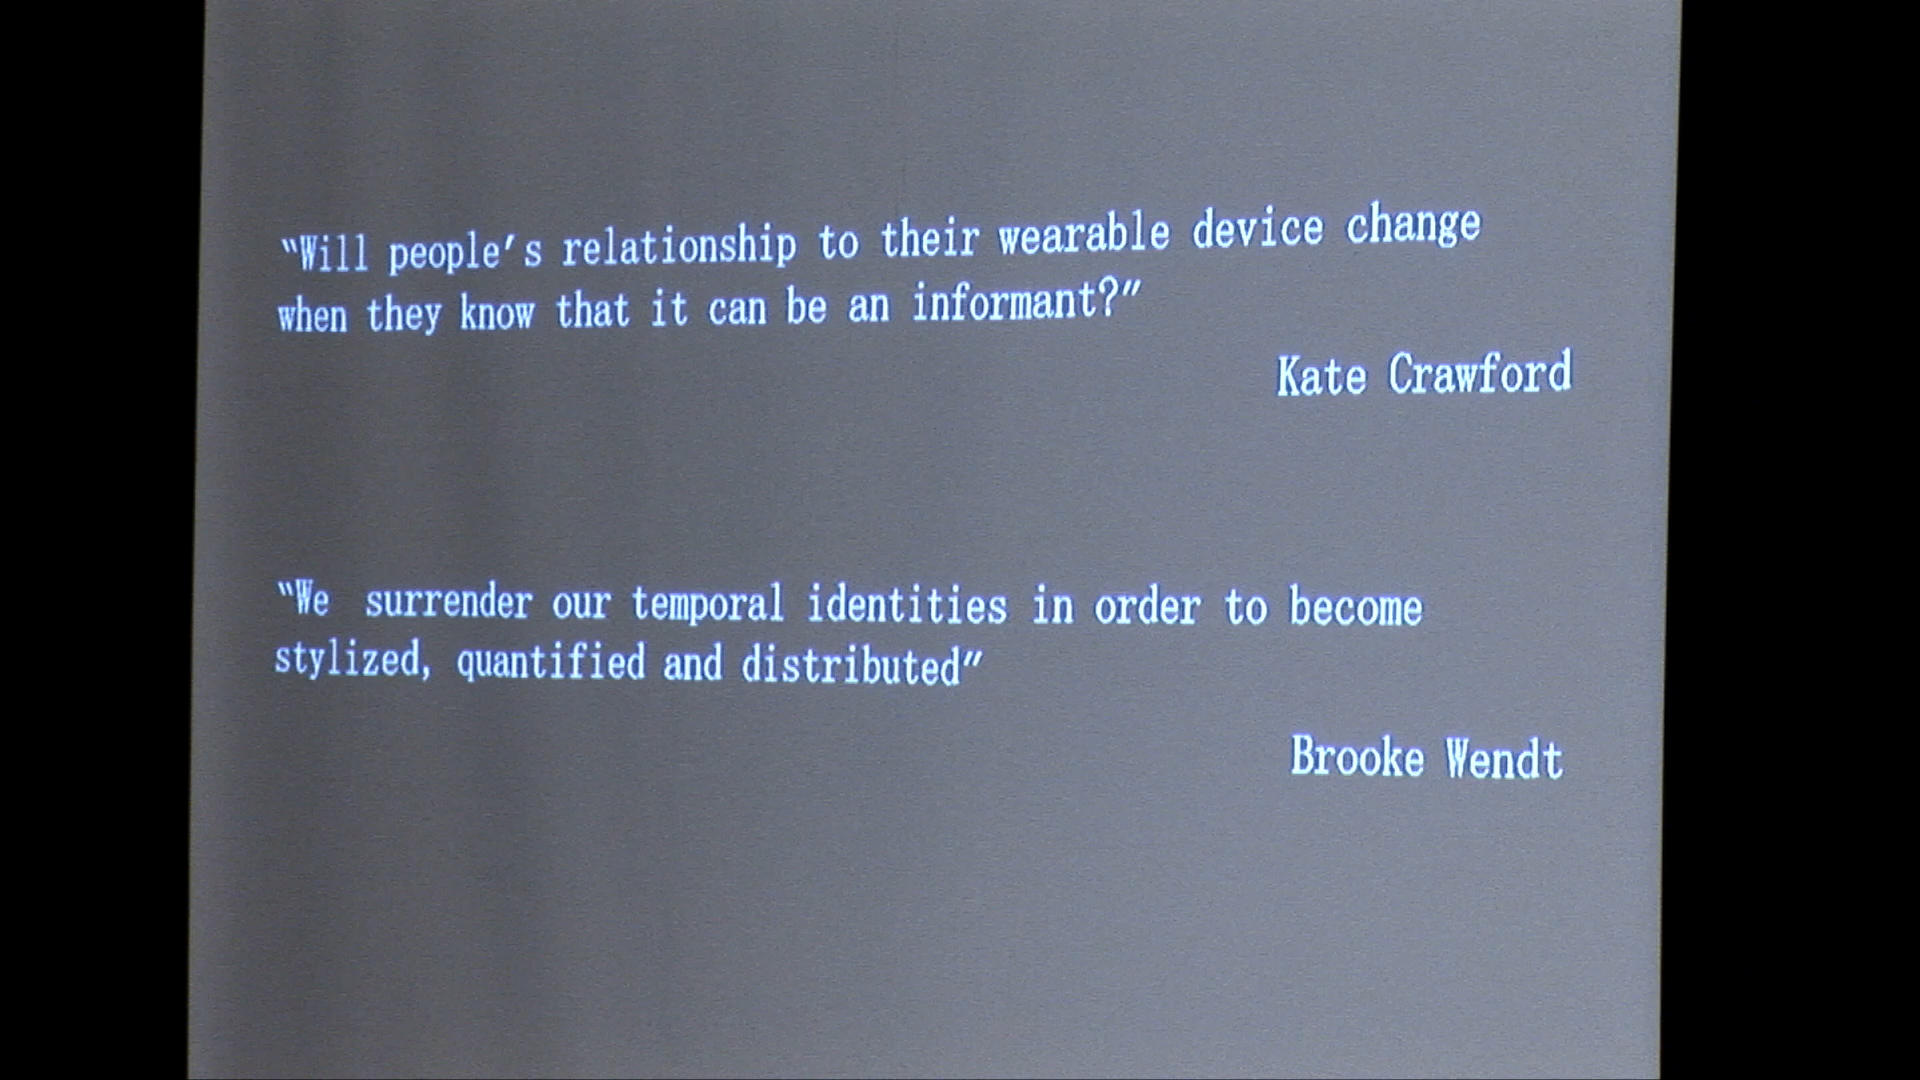 “Will people’s relationship to their wearable device change
when they know that it can be an informant?”
Kate Crawford
“We surrender our temporal identities in order to become
stylized, quantified and distributed”
Brooke Wendt